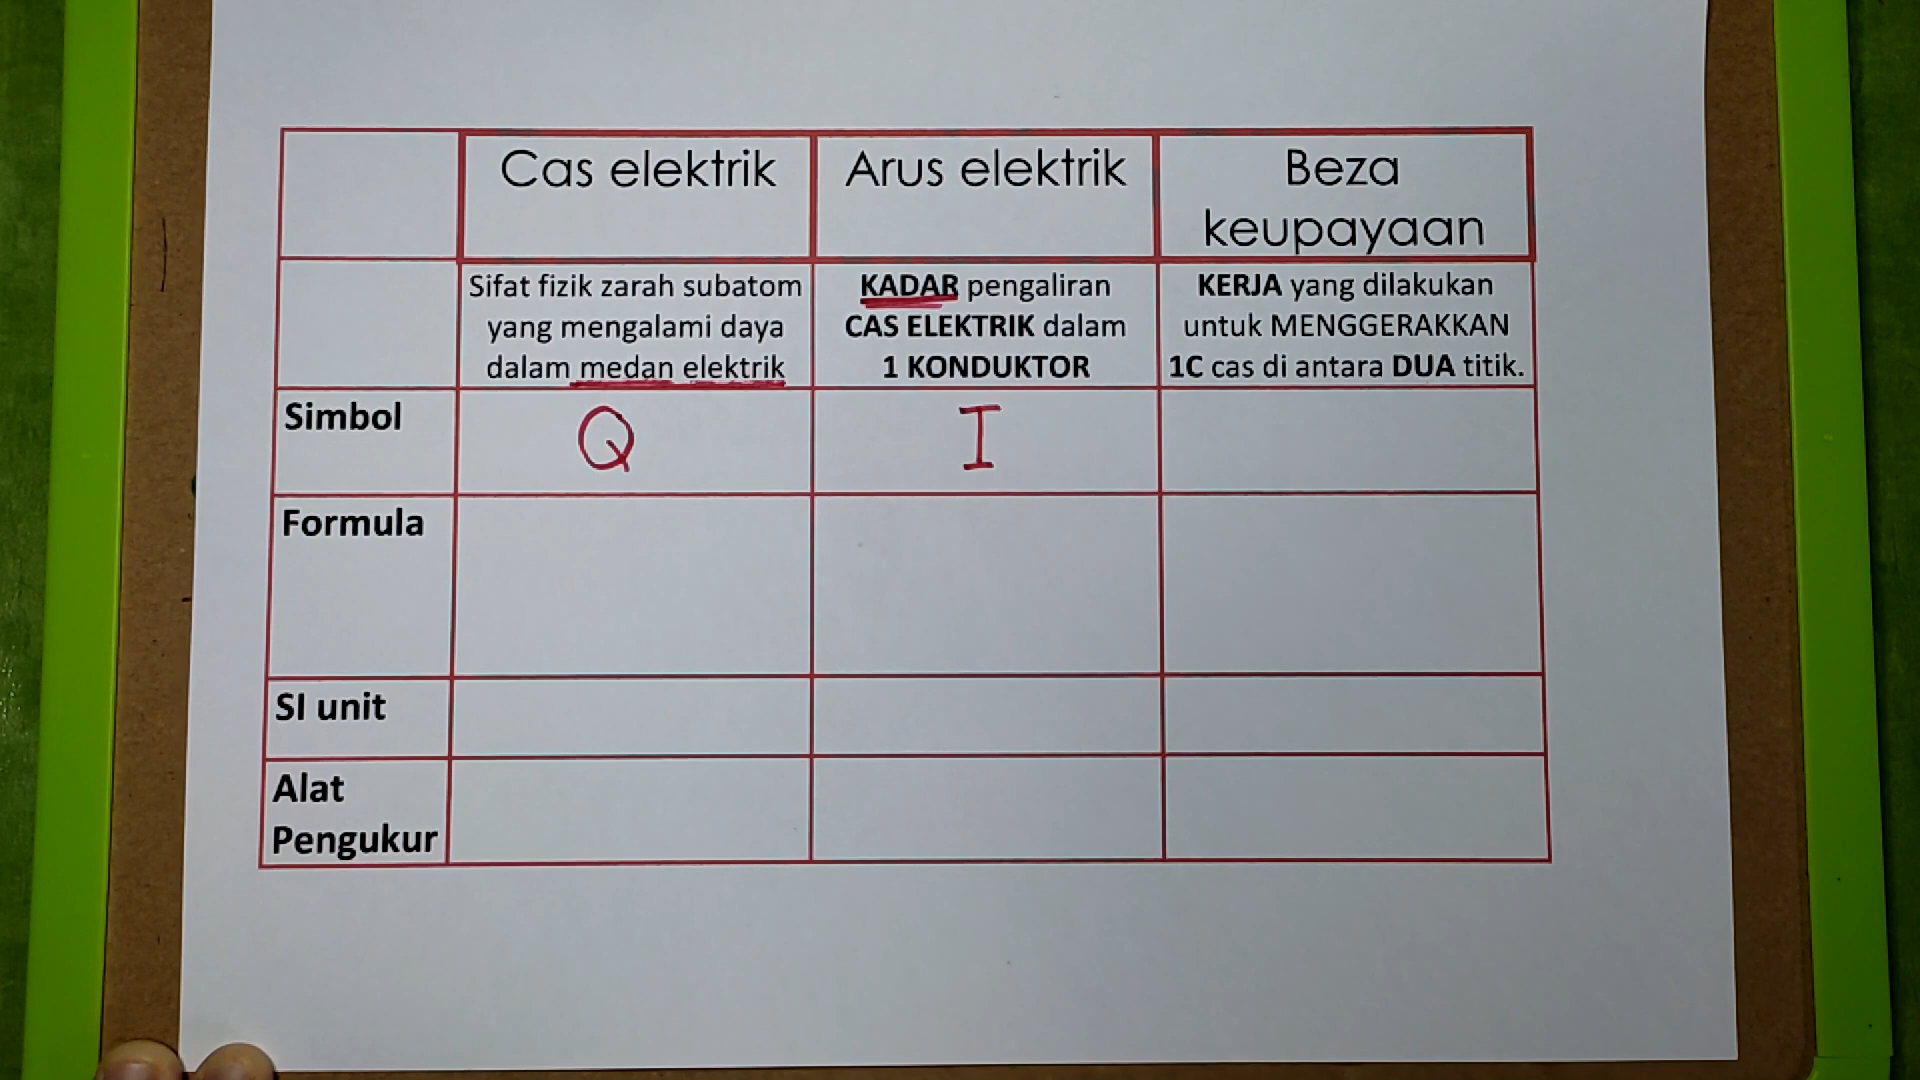 Cas elektrik
Arus elektrik
Beza
keupayaan
Sifat fizik zarah subatom
yang mengalami daya
dalam medan elektrik
KADAR pengaliran
CAS ELEKTRIK dalam
1 KONDUKTOR
KERJA yang dilakukan
untuk MENGGERAKKAN
1C cas di antara DUA titik.
Simbol
Q
I
Formula
SI unit
Alat
Pengukur